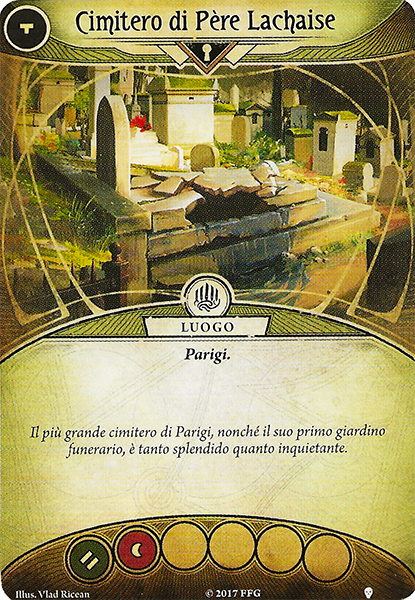 Cimitero di Père Lachaise
LUOGO
Parigi.
Il più grande cimitero di Parigi, nonché il suo primo giardino
funerario, è tanto splendido quanto inquietante.
Illus. Vlad Ricean
© 2017 FFG